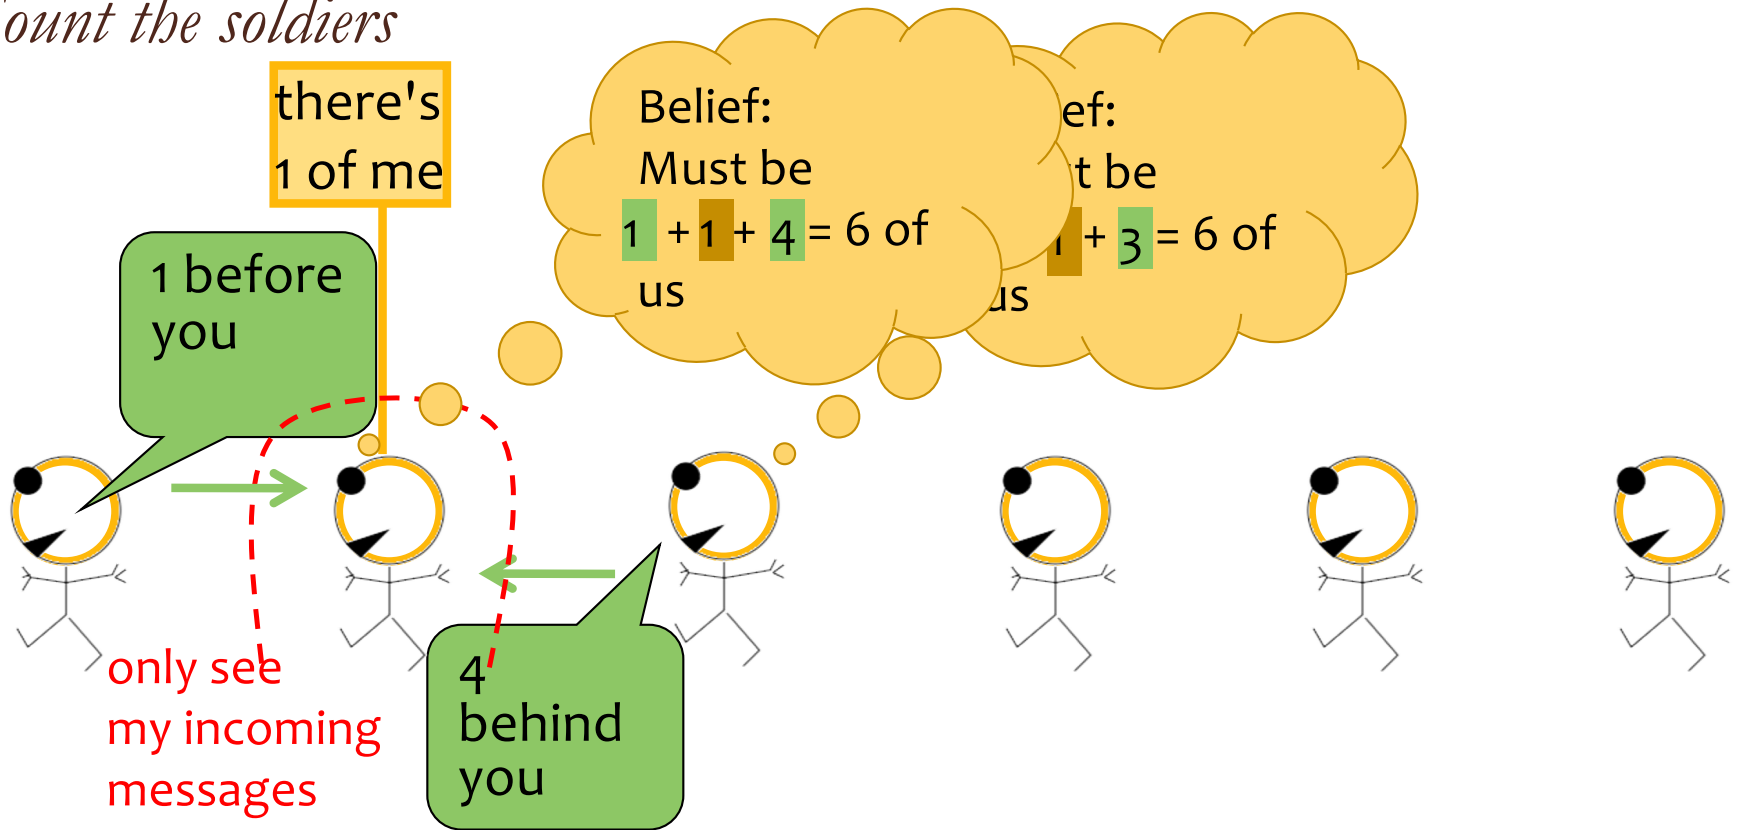 ount the soldiers
there's
1 of me
Belief:
Must be
1 + 1 + 4 = 6 of
us
ef:
t be
1 + 3 = 6 of
us
1 before
you
only see
my incoming
messages
4
behind
you